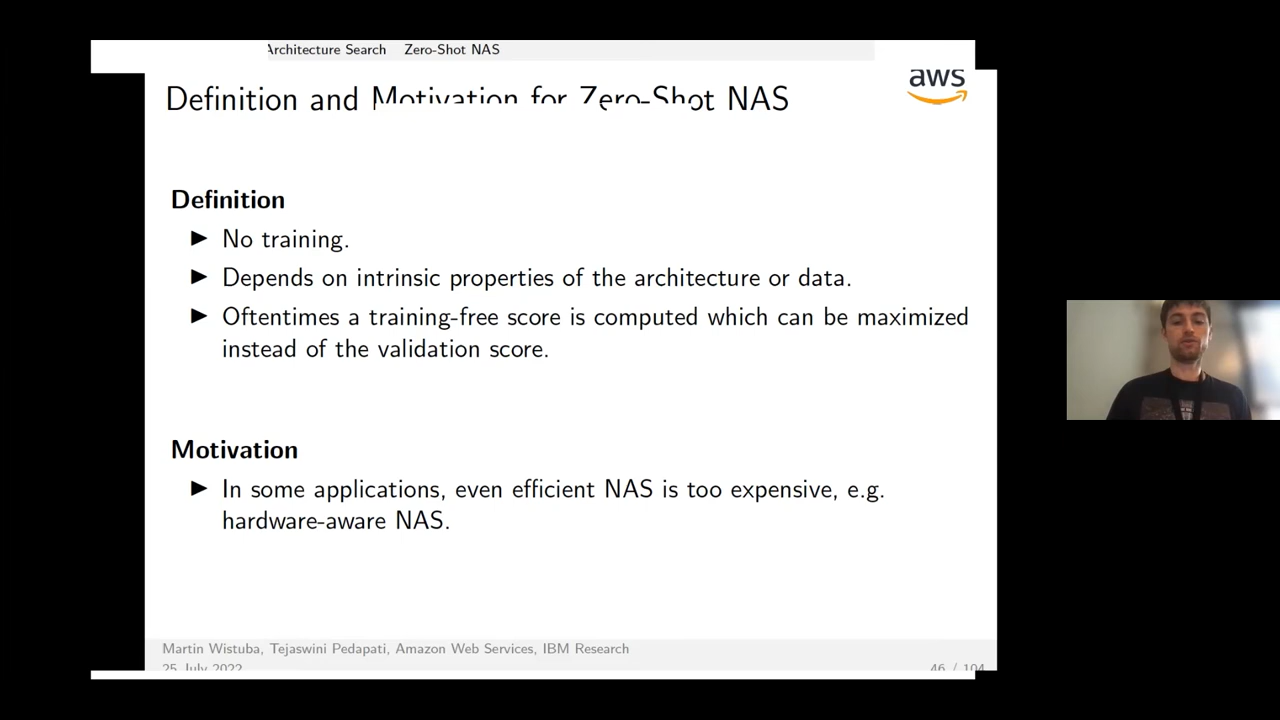 Architecture Search Zero-Shot NAS
aws
Definition and Motivation for Zero-Shot NAS
Definition
▶ No training.
▶ Depends on intrinsic properties of the architecture or data.
▶ Oftentimes a training-free score is computed which can be maximized
instead of the validation score.
Motivation
▶ In some applications, even efficient NAS is too expensive, e.g.
hardware-aware NAS.
Martin Wistuba, Tejaswini Pedapati, Amazon Web Services, IBM Research
25 July 2022
46 / 104